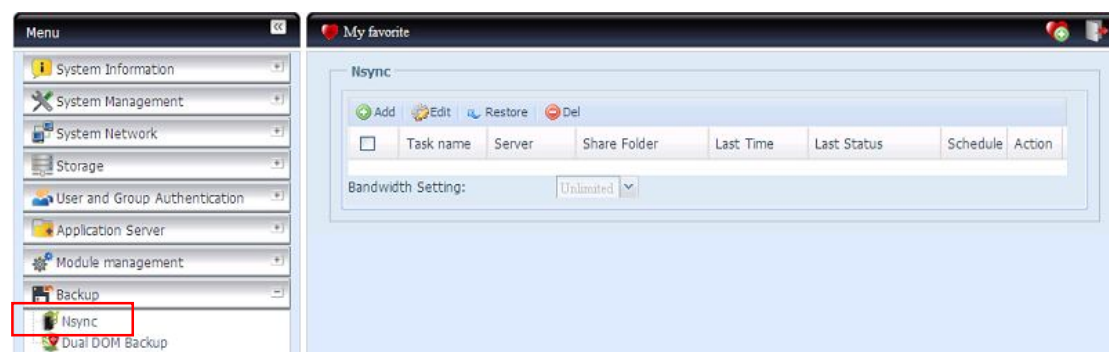 Menu
My favorite
System Information
System Management
System Network
Storage
User and Group Authentication
Application Server
Module management
Backup
Nsync
Dual DOM Backup
Nsync
Add Edit Restore Del
Task name Server Share Folder Last Time Last Status Schedule Action
Bandwidth Setting: Unlimited